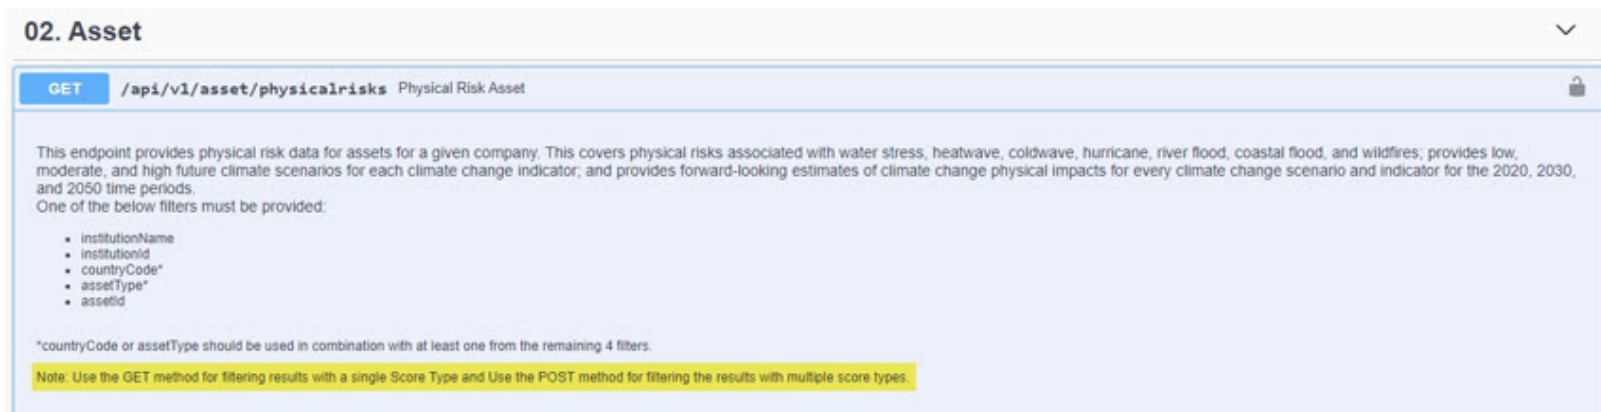 02. Asset
GET /api/v1/asset/physicalrisks Physical Risk Asset
This endpoint provides physical risk data for assets for a given company. This covers physical risks associated with water stress, heatwave, coldwave, hurricane, river flood, coastal flood, and wildfires; provides low,
moderate, and high future climate scenarios for each climate change indicator; and provides forward-looking estimates of climate change physical impacts for every climate change scenario and indicator for the 2020, 2030,
and 2050 time periods.
One of the below filters must be provided:
• institutionName
• institutionId
• countryCode*
• assetType*
• assetId
*countryCode or assetType should be used in combination with at least one from the remaining 4 filters.
Note: Use the GET method for filtering results with a single Score Type and Use the POST method for filtering the results with multiple score types.